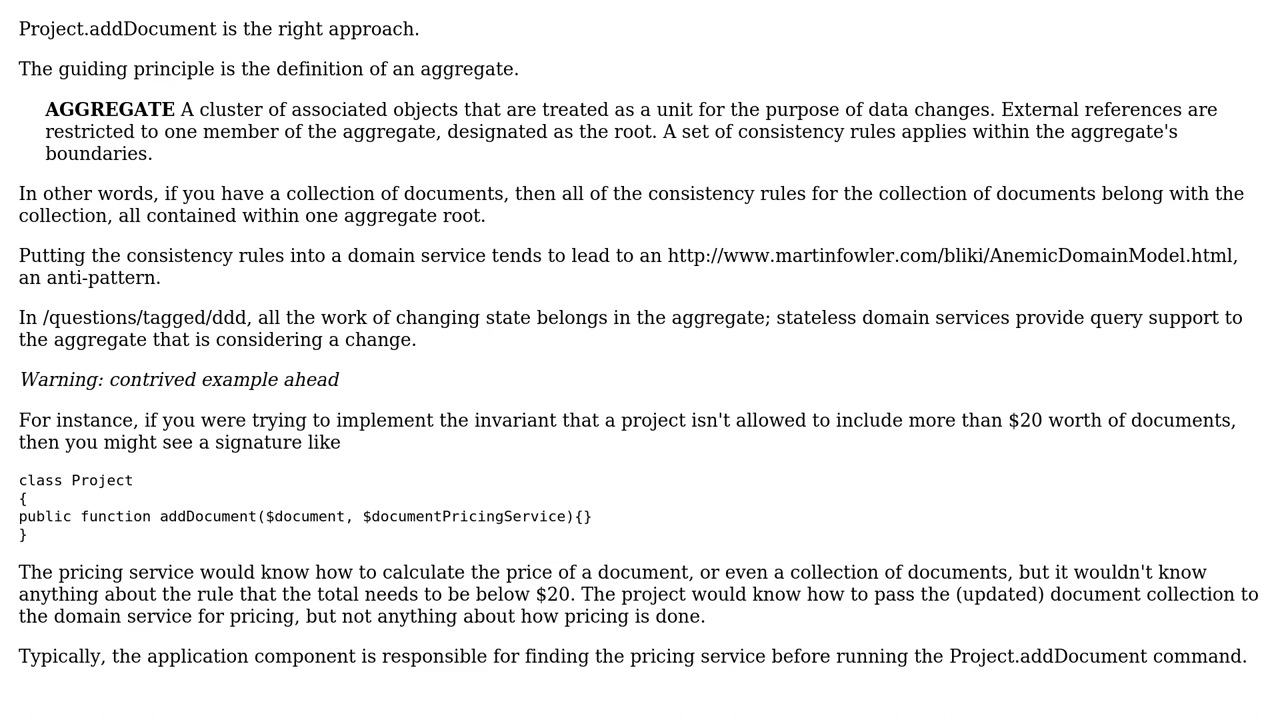 Project.addDocument is the right approach.
The guiding principle is the definition of an aggregate.
AGGREGATE A cluster of associated objects that are treated as a unit for the purpose of data changes. External references are
restricted to one member of the aggregate, designated as the root. A set of consistency rules applies within the aggregate's
boundaries.
In other words, if you have a collection of documents, then all of the consistency rules for the collection of documents belong with the
collection, all contained within one aggregate root.
Putting the consistency rules into a domain service tends to lead to an http://www.martinfowler.com/bliki/AnemicDomainModel.html,
an anti-pattern.
In /questions/tagged/ddd, all the work of changing state belongs in the aggregate; stateless domain services provide query support to
the aggregate that is considering a change.
Warning: contrived example ahead
For instance, if you were trying to implement the invariant that a project isn't allowed to include more than $20 worth of documents,
then you might see a signature like
class Project
{
public function addDocument($document, $documentPricingService){}
}
The pricing service would know how to calculate the price of a document, or even a collection of documents, but it wouldn't know
anything about the rule that the total needs to be below $20. The project would know how to pass the (updated) document collection to
the domain service for pricing, but not anything about how pricing is done.
Typically, the application component is responsible for finding the pricing service before running the Project.addDocument command.